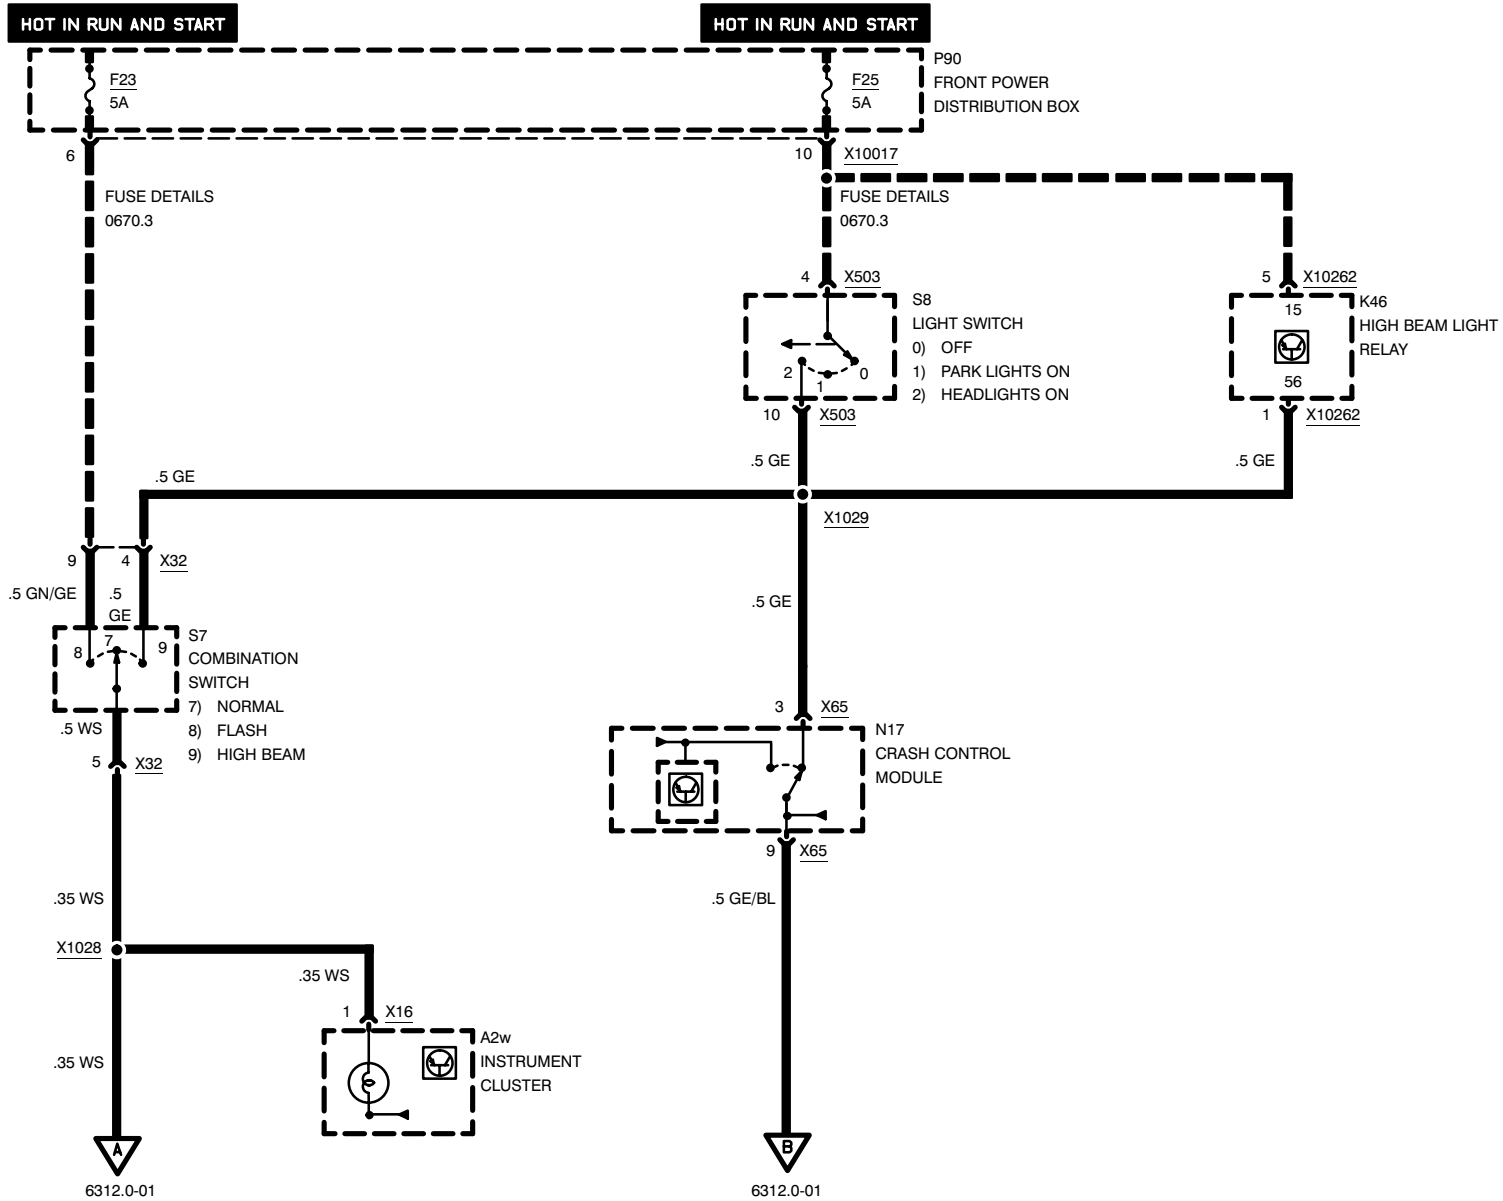 HOT IN RUN AND START
HOT IN RUN AND START
F23
5A
F25
5A
P90
FRONT POWER
DISTRIBUTION BOX
6
10
X10017
FUSE DETAILS
0670.3
FUSE DETAILS
0670.3
4
X503
5
X10262
S8
LIGHT SWITCH
0) OFF
1) PARK LIGHTS ON
2) HEADLIGHTS ON
2
1
0
15
56
K46
HIGH BEAM LIGHT
RELAY
10
X503
1
X10262
.5 GE
.5 GE
.5 GE
X1029
9
4
X32
.5 GN/GE
.5
GE
.5 GE
8
7
9
S7
COMBINATION
SWITCH
7) NORMAL
8) FLASH
9) HIGH BEAM
.5 WS
5
X32
3
X65
N17
CRASH CONTROL
MODULE
9
X65
.35 WS
.5 GE/BL
X1028
.35 WS
1
X16
A2w
INSTRUMENT
CLUSTER
.35 WS
A
B
6312.0-01
6312.0-01